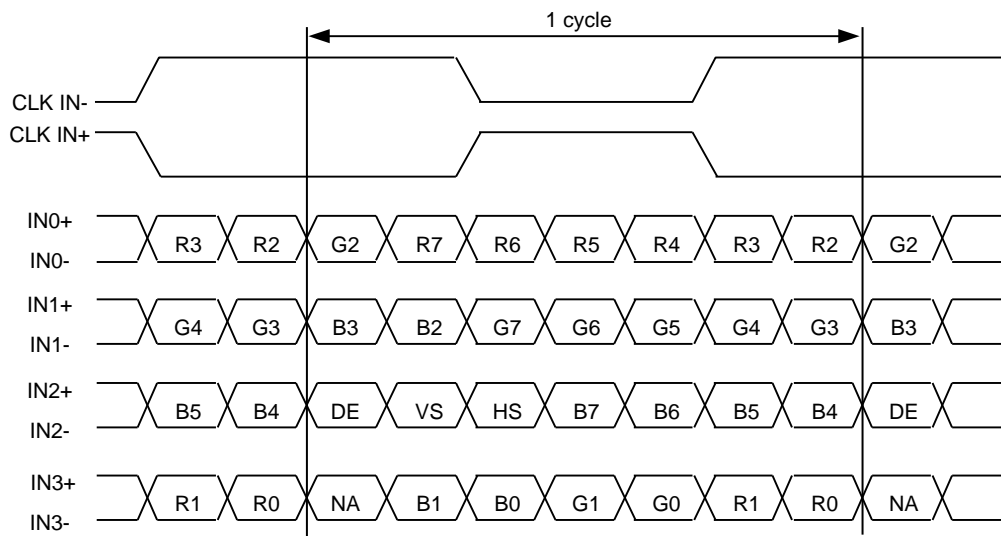 1 cycle
CLK IN-
CLK IN+
IN0+
R3 R2 G2 R7 R6 R5 R4 R3 R2 G2
IN0-
IN1+
G4 G3 B3 B2 G7 G6 G5 G4 G3 B3
IN1-
IN2+
B5 B4 DE VS HS B7 B6 B5 B4 DE
IN2-
IN3+
R1 R0 NA B1 B0 G1 G0 R1 R0 NA
IN3-